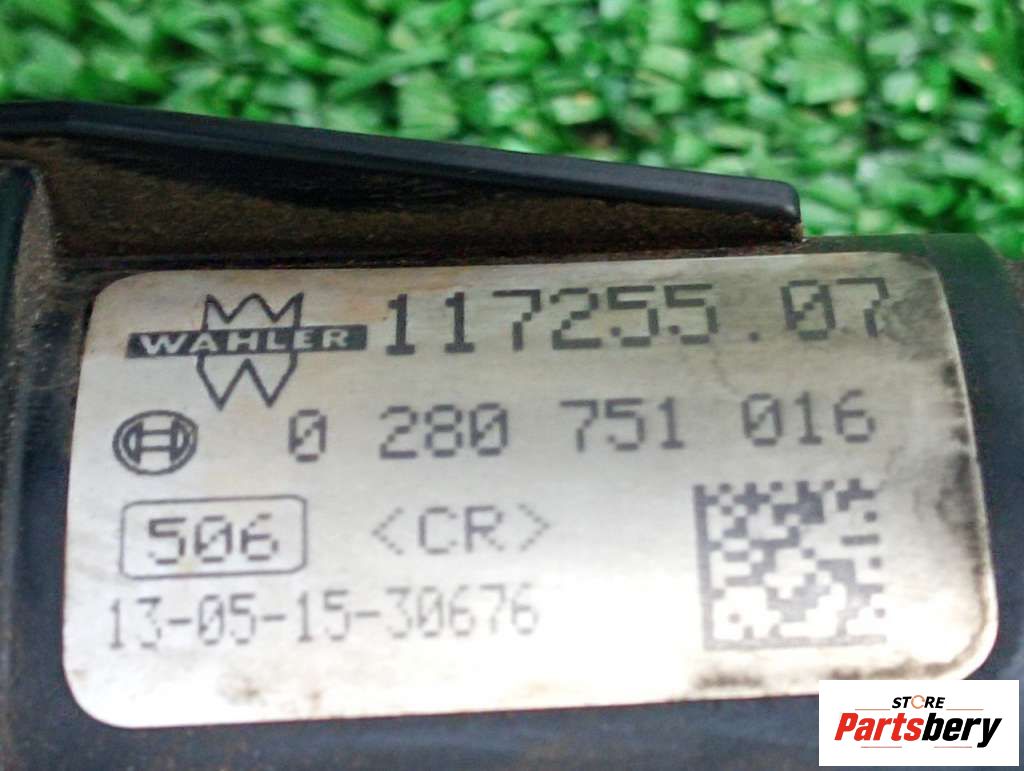 WAHLER 117255.07
0 280 751 016
506 <CR>
13-05-15-30676
STORE
Partsbery